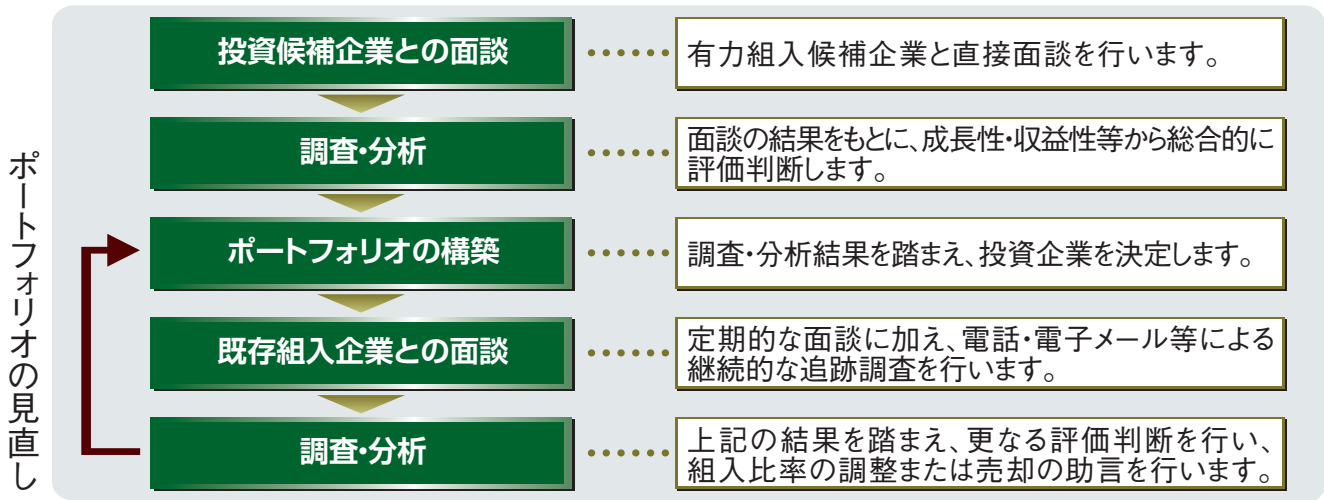 投資候補企業との面談
有力組入候補企業と直接面談を行います。
調査・分析
面談の結果をもとに、成長性・収益性等から総合的に
評価判断します。
ポートフォリオの構築
調査・分析結果を踏まえ、投資企業を決定します。
既存組入企業との面談
定期的な面談に加え、電話・電子メール等による
継続的な追跡調査を行います。
調査・分析
上記の結果を踏まえ、更なる評価判断を行い、
組入比率の調整または売却の助言を行います。
ポートフォリオの見直し